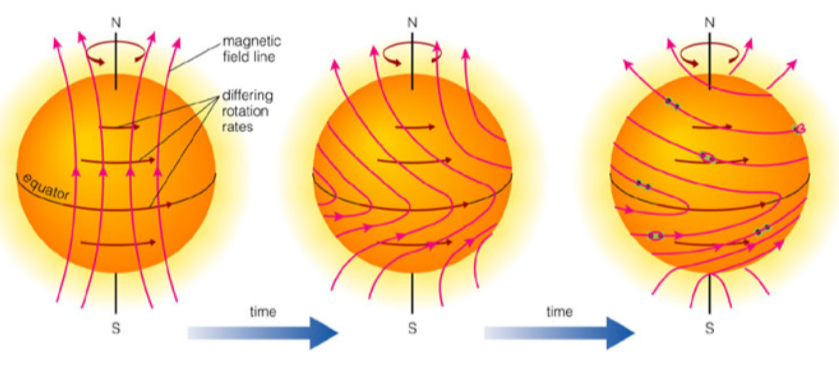 N
magnetic
field line
differing
rotation
rates
equator
S
time
N
S
time
N
S